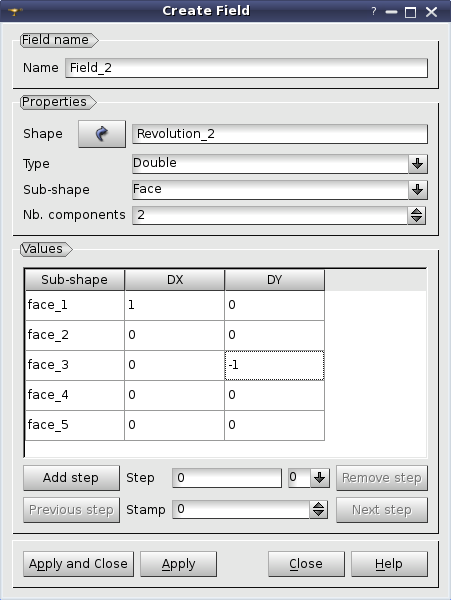 Create Field
?
Field name
Name Field_2
Properties
Shape Revolution_2
Type Double
Sub-shape Face
Nb. components 2
Values
Sub-shape DX DY
face_1 1 0
face_2 0 0
face_3 0 -1
face_4 0 0
face_5 0 0
Add step Step 0 0 Remove step
Previous step Stamp 0 Next step
Apply and Close Apply Close Help